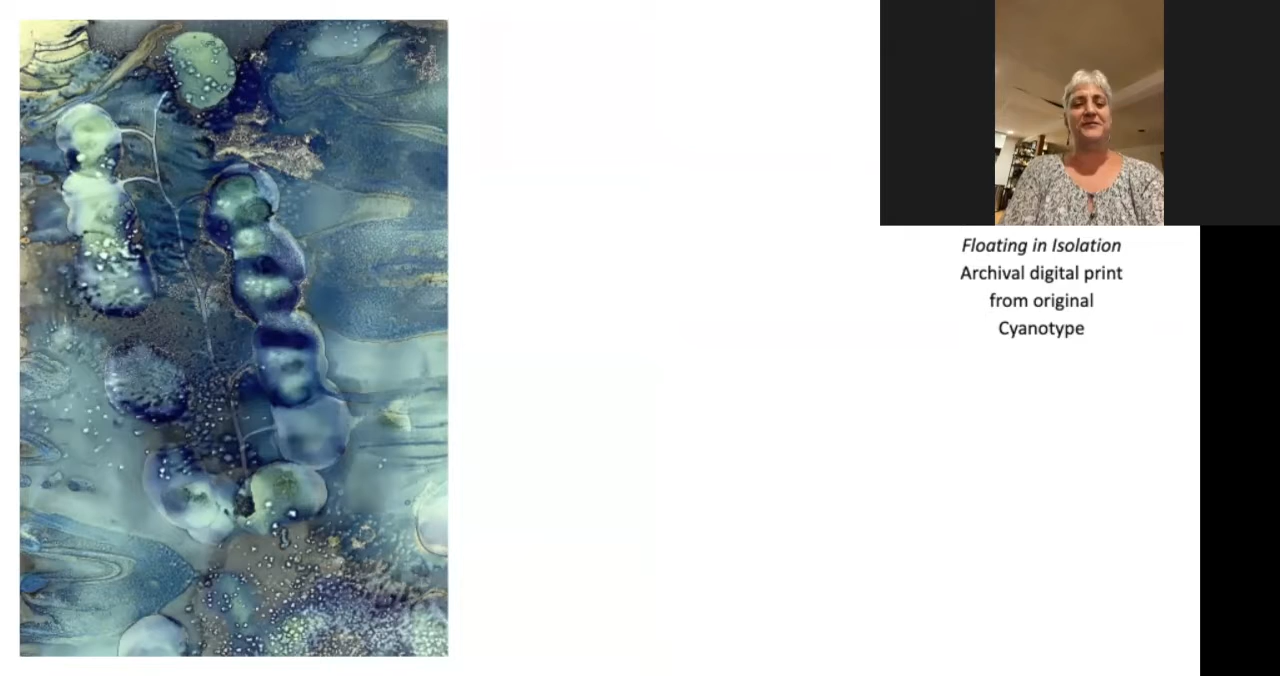 Floating in Isolation
Archival digital print
from original
Cyanotype